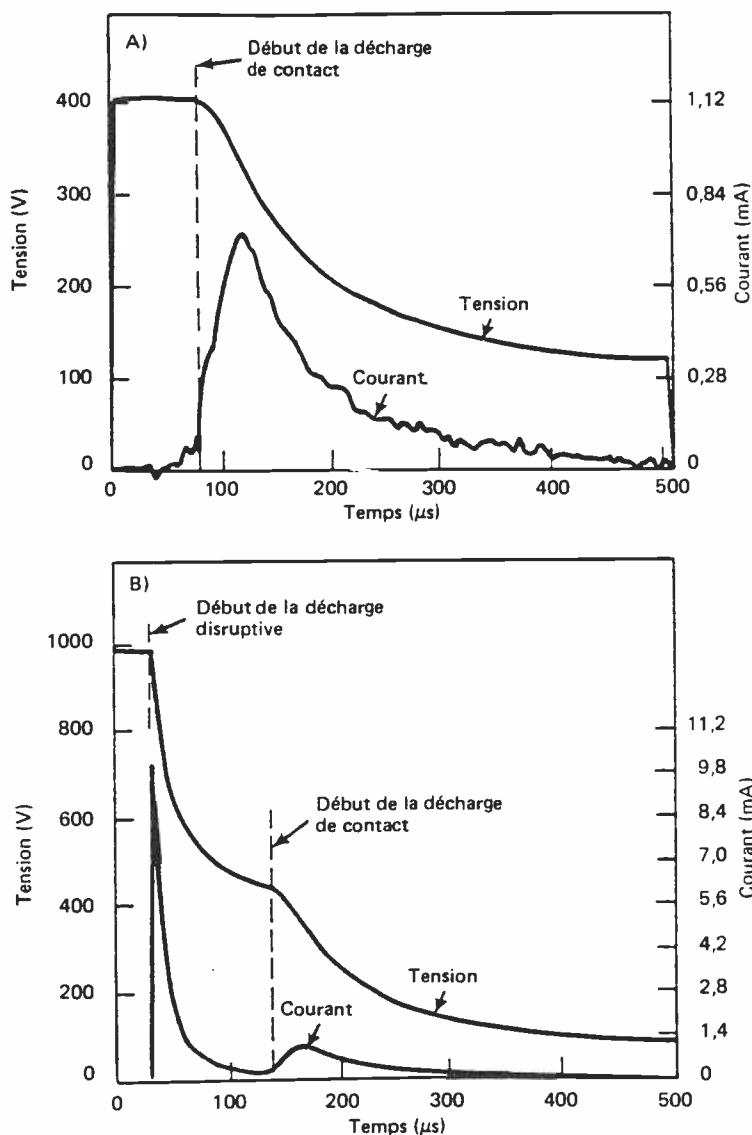 A)
Début de la décharge
de contact
400
300
200
100
0
Tension (V)
1,12
0,84
0,56
0,28
0
Courant (mA)
Tension
Courant
0
100
200
300
400
500
Temps (μs)
B)
Début de la décharge
disruptive
1000
800
600
400
200
0
Tension (V)
11,2
9,8
8,4
7,0
5,6
4,2
2,8
1,4
0
Courant (mA)
Début de la décharge
de contact
Tension
Courant
0
100
200
300
400
500
Temps (μs)